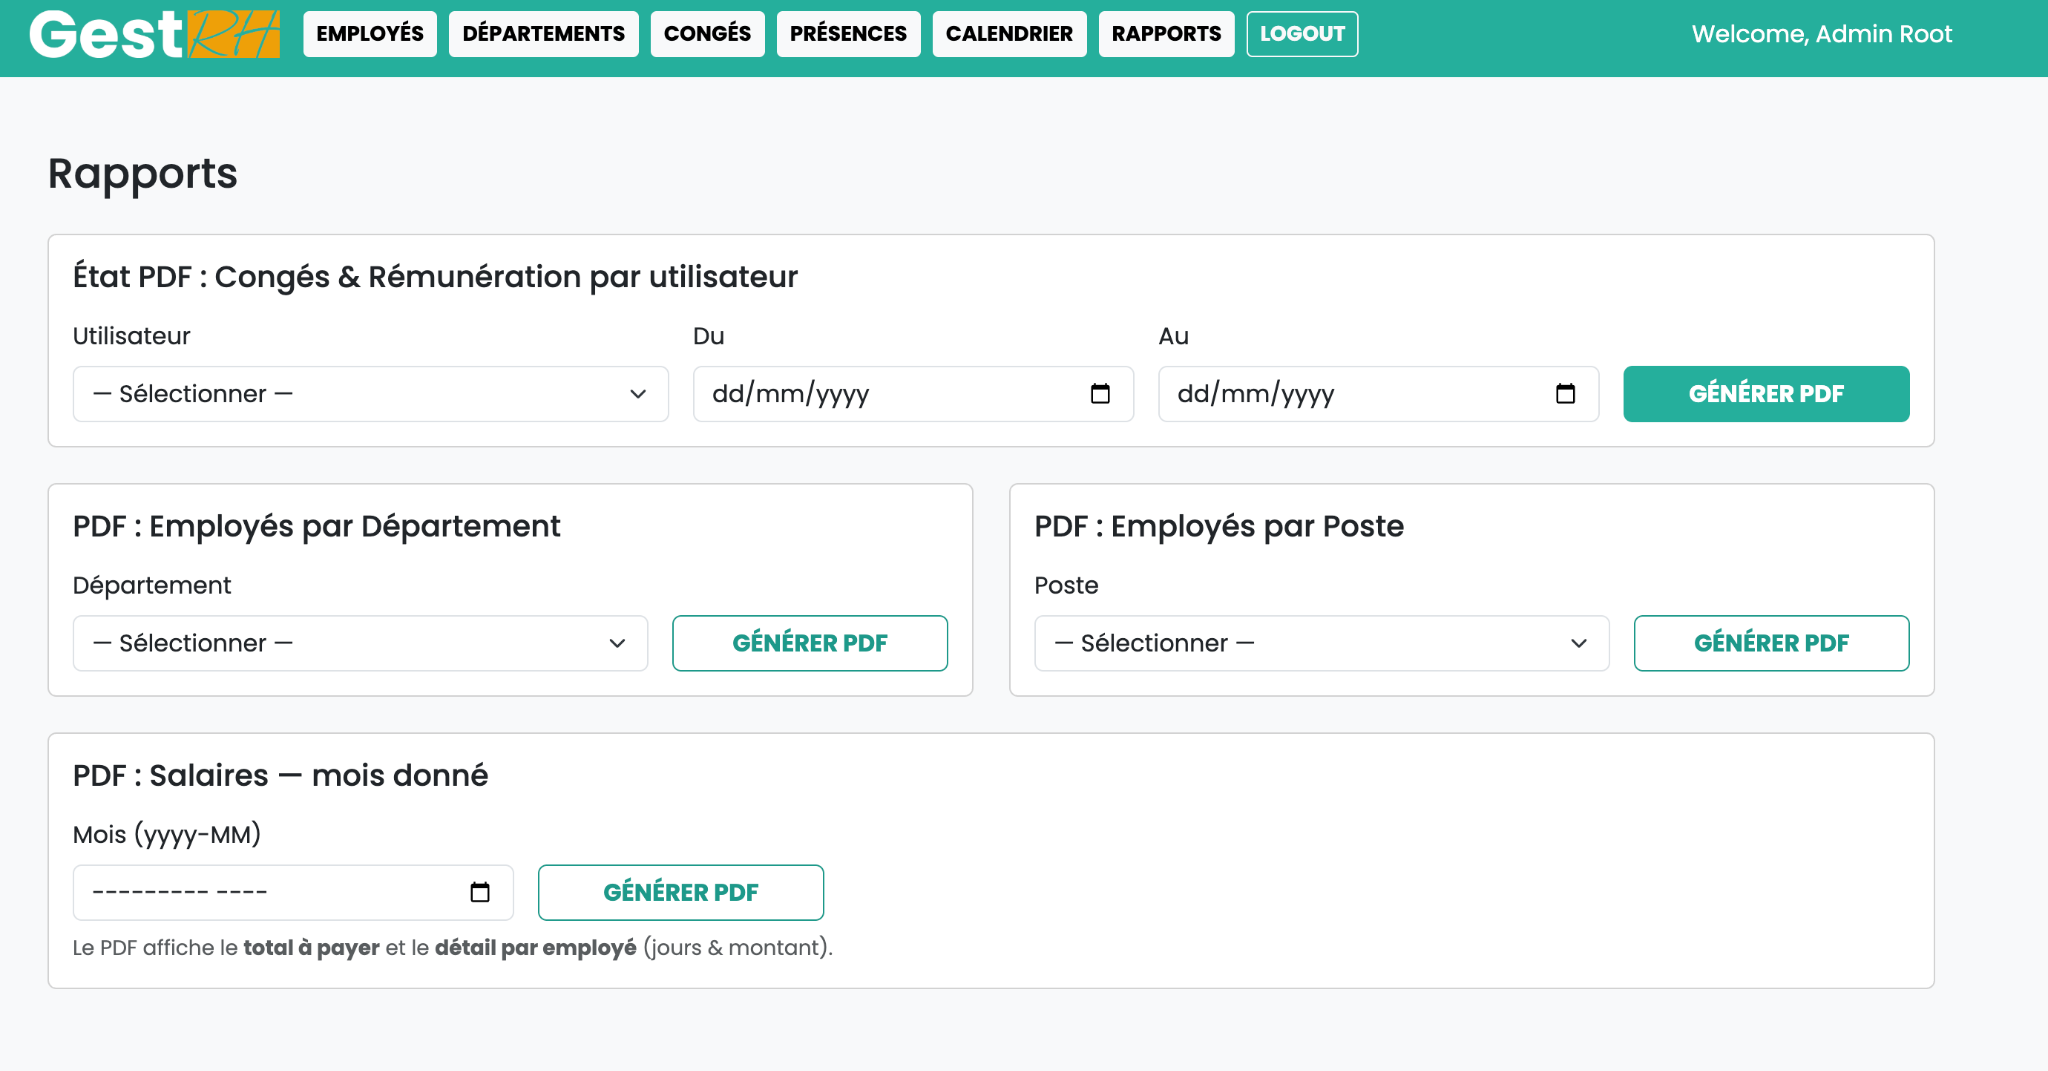 GestRH EMPLOYÉS DÉPARTEMENTS CONGÉS PRÉSENCES CALENDRIER RAPPORTS LOGOUT Welcome, Admin Root
Rapports
État PDF : Congés & Rémunération par utilisateur
Utilisateur Du Au
— Sélectionner — dd/mm/yyyy dd/mm/yyyy GÉNÉRER PDF
PDF : Employés par Département
Département
— Sélectionner — GÉNÉRER PDF
PDF : Employés par Poste
Poste
— Sélectionner — GÉNÉRER PDF
PDF : Salaires — mois donné
Mois (yyyy-MM)
--------- ---- GÉNÉRER PDF
Le PDF affiche le total à payer et le détail par employé (jours & montant).